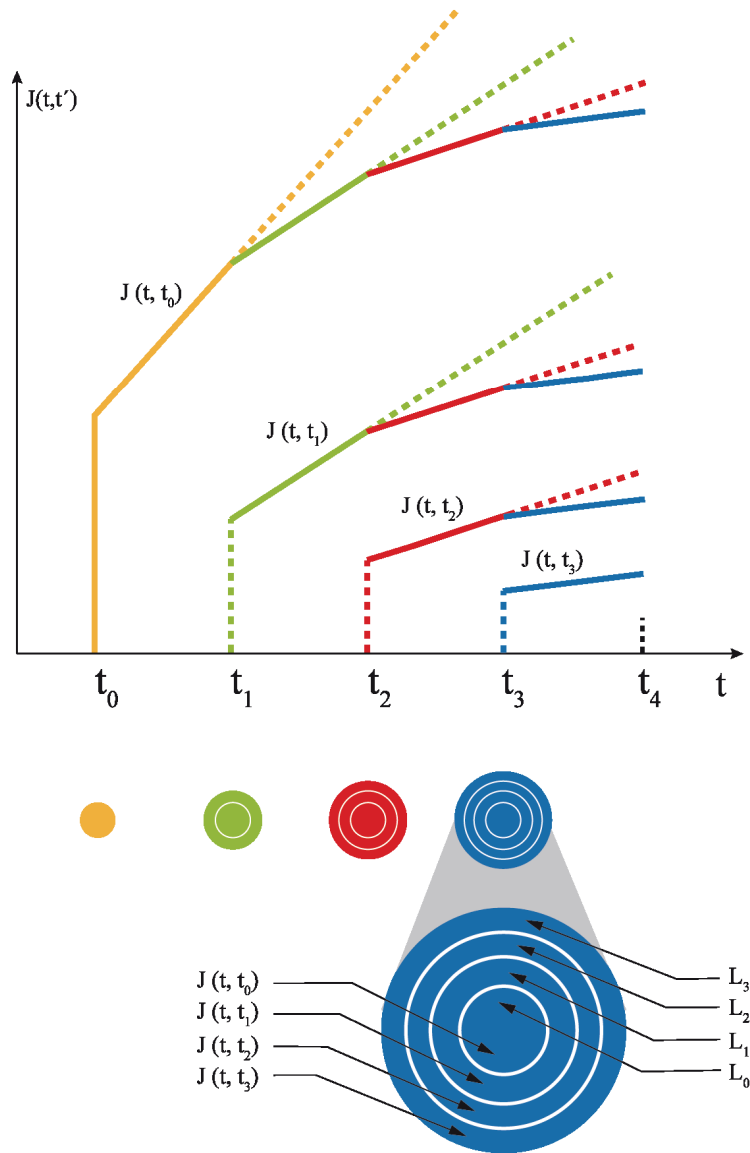 J(t,t´)
J (t, t₀)
J (t, t₁)
J (t, t₂)
J (t, t₃)
t₀ t₁ t₂ t₃ t₄ t
J (t, t₀)
J (t, t₁)
J (t, t₂)
J (t, t₃)
L₃
L₂
L₁
L₀